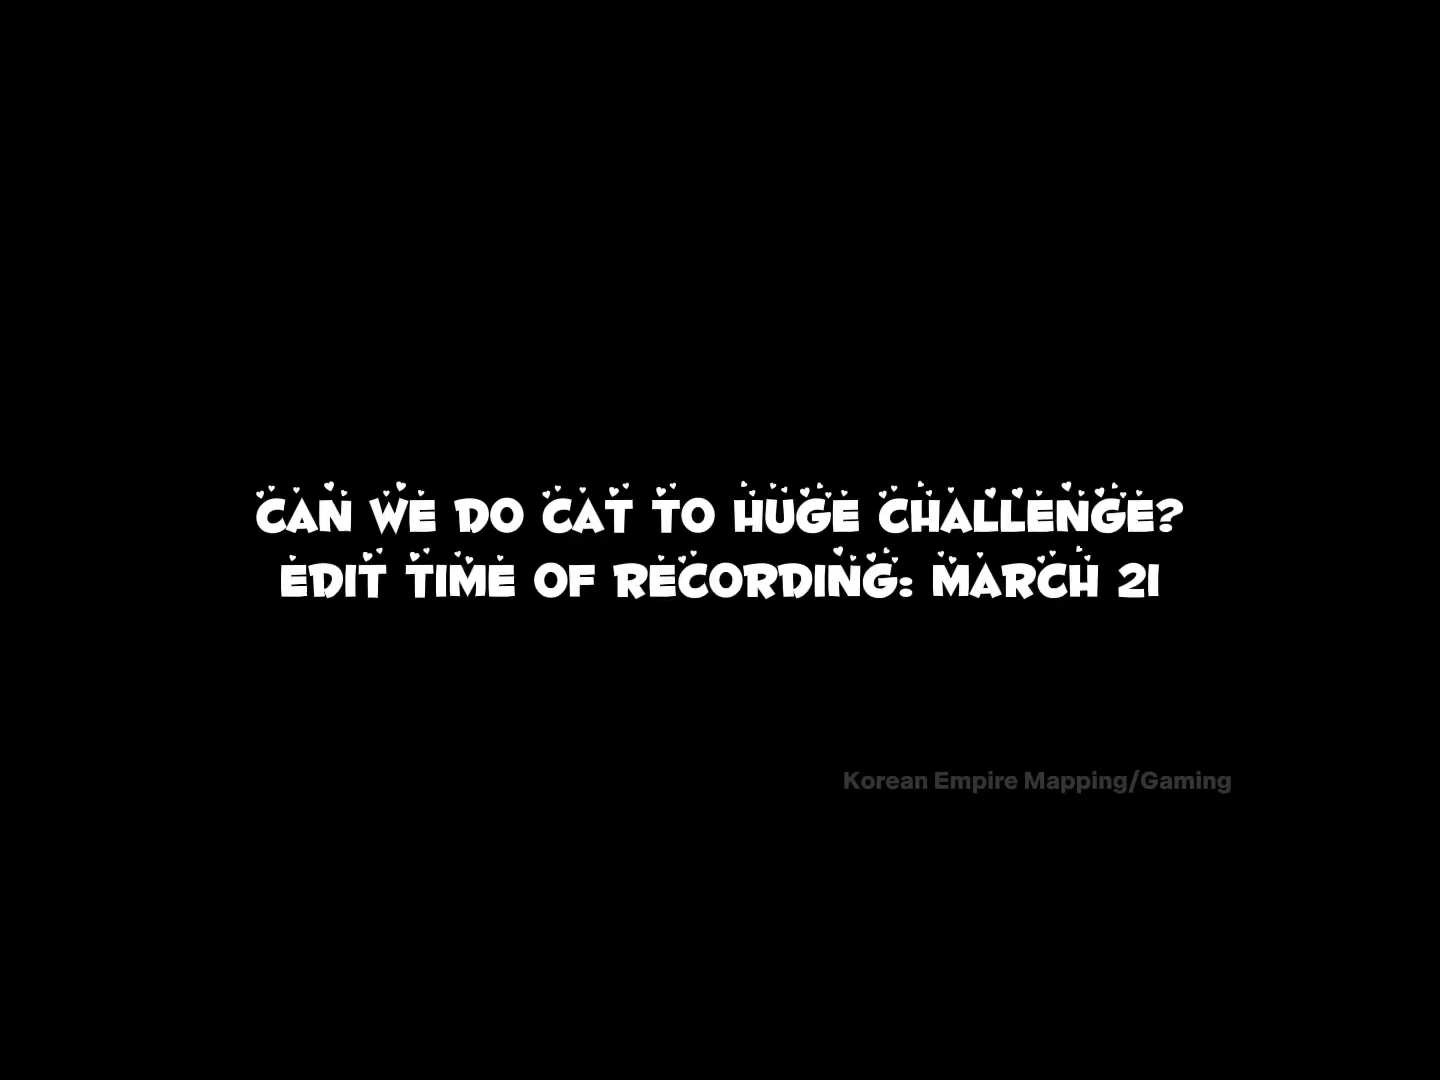 CAN WE DO CAT TO HUGE CHALLENGE?
EDIT TIME OF RECORDING: MARCH 21
Korean Empire Mapping/Gaming